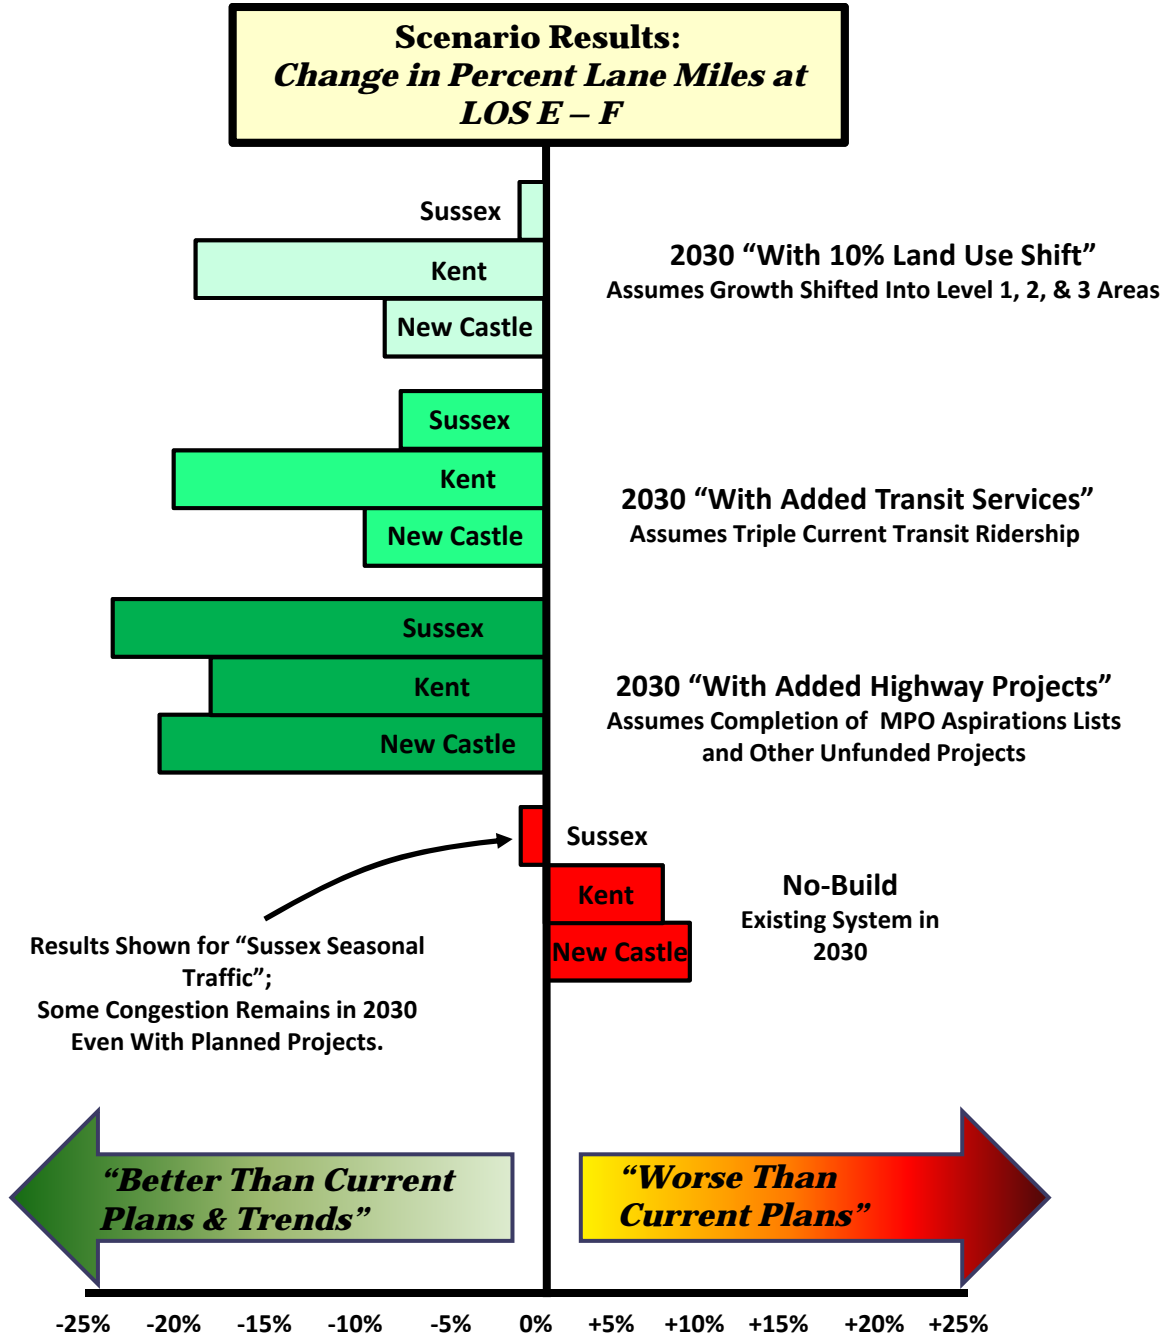 Scenario Results:
Change in Percent Lane Miles at
LOS E – F
Sussex
Kent
New Castle
2030 “With 10% Land Use Shift”
Assumes Growth Shifted Into Level 1, 2, & 3 Areas
Sussex
Kent
New Castle
2030 “With Added Transit Services”
Assumes Triple Current Transit Ridership
Sussex
Kent
New Castle
2030 “With Added Highway Projects”
Assumes Completion of MPO Aspirations Lists
and Other Unfunded Projects
Sussex
Kent
New Castle
No-Build
Existing System in
2030
Results Shown for “Sussex Seasonal
Traffic”;
Some Congestion Remains in 2030
Even With Planned Projects.
“Better Than Current
Plans & Trends”
“Worse Than
Current Plans”
-25% -20% -15% -10% -5% 0% +5% +10% +15% +20% +25%